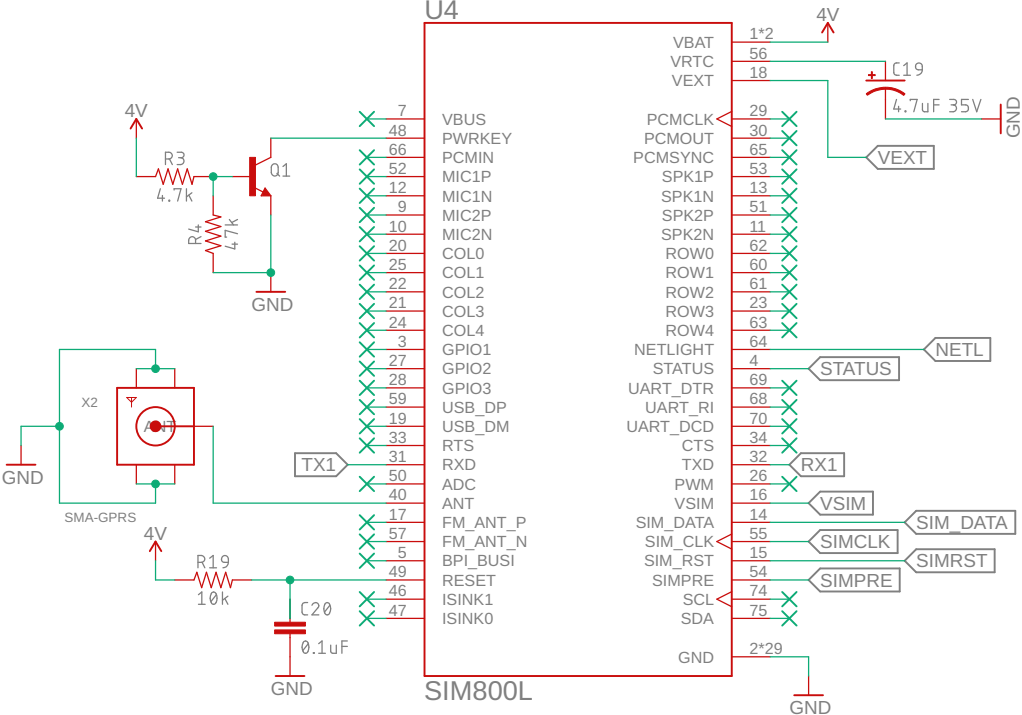 U4
4V
1*2
VBAT
56
VRTC
C19
18
VEXT
4.7uF 35V
GND
4V
7
VBUS
PCMCLK
29
48
PWRKEY
PCMOUT
30
R3
Q1
66
PCMIN
PCMSYNC
65
VEXT
4.7k
52
MIC1P
SPK1P
53
12
MIC1N
SPK1N
13
R4
47k
9
MIC2P
SPK2P
51
10
MIC2N
SPK2N
11
20
COL0
ROW0
62
25
COL1
ROW1
60
22
COL2
ROW2
61
GND
21
COL3
ROW3
23
24
COL4
ROW4
63
3
GPIO1
NETLIGHT
64
NETL
27
GPIO2
STATUS
4
STATUS
28
GPIO3
UART_DTR
69
X2
59
USB_DP
UART_RI
68
ANT
19
USB_DM
UART_DCD
70
33
RTS
CTS
34
TX1
31
RXD
TXD
32
RX1
GND
50
ADC
PWM
26
40
ANT
VSIM
16
VSIM
SMA-GPRS
17
FM_ANT_P
SIM_DATA
14
SIM_DATA
4V
57
FM_ANT_N
SIM_CLK
55
SIMCLK
R19
5
BPI_BUSI
SIM_RST
15
SIMRST
49
RESET
SIMPRE
54
SIMPRE
10k
46
ISINK1
SCL
74
C20
47
ISINK0
SDA
75
0.1uF
GND
2*29
GND
SIM800L
GND